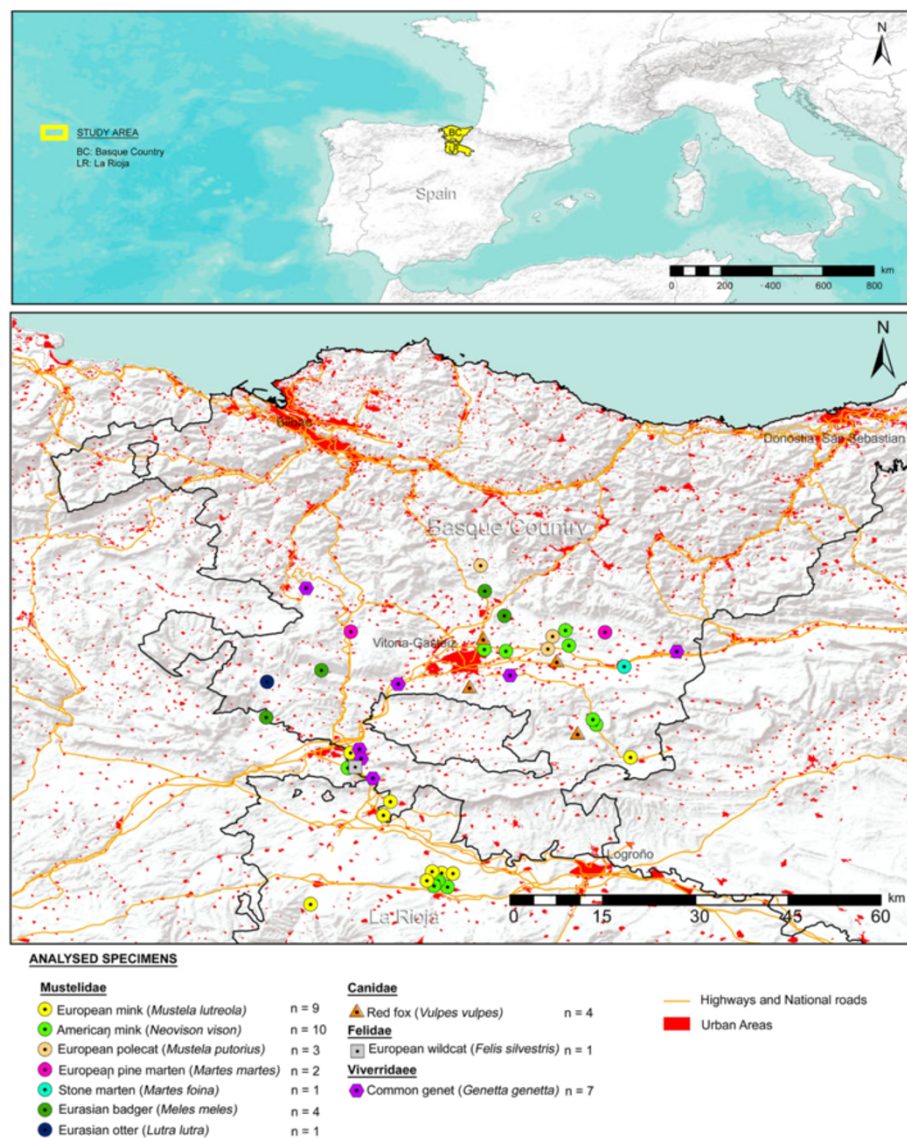 N
STUDY AREA
BC: Basque Country
LR: La Rioja
BC
LR
Spain
km
0 200 400 600 800
N
Bilbao
Donostia- San Sebastian
Basque Country
Vitoria-Gasteiz
Logroño
La Rioja
km
0 15 30 45 60
ANALYSED SPECIMENS
Mustelidae
European mink (Mustela lutreola) n = 9
American mink (Neovison vison) n = 10
European polecat (Mustela putorius) n = 3
European pine marten (Martes martes) n = 2
Stone marten (Martes foina) n = 1
Eurasian badger (Meles meles) n = 4
Eurasian otter (Lutra lutra) n = 1
Canidae
Red fox (Vulpes vulpes) n = 4
Felidae
European wildcat (Felis silvestris) n = 1
Viverridaee
Common genet (Genetta genetta) n = 7
Highways and National roads
Urban Areas